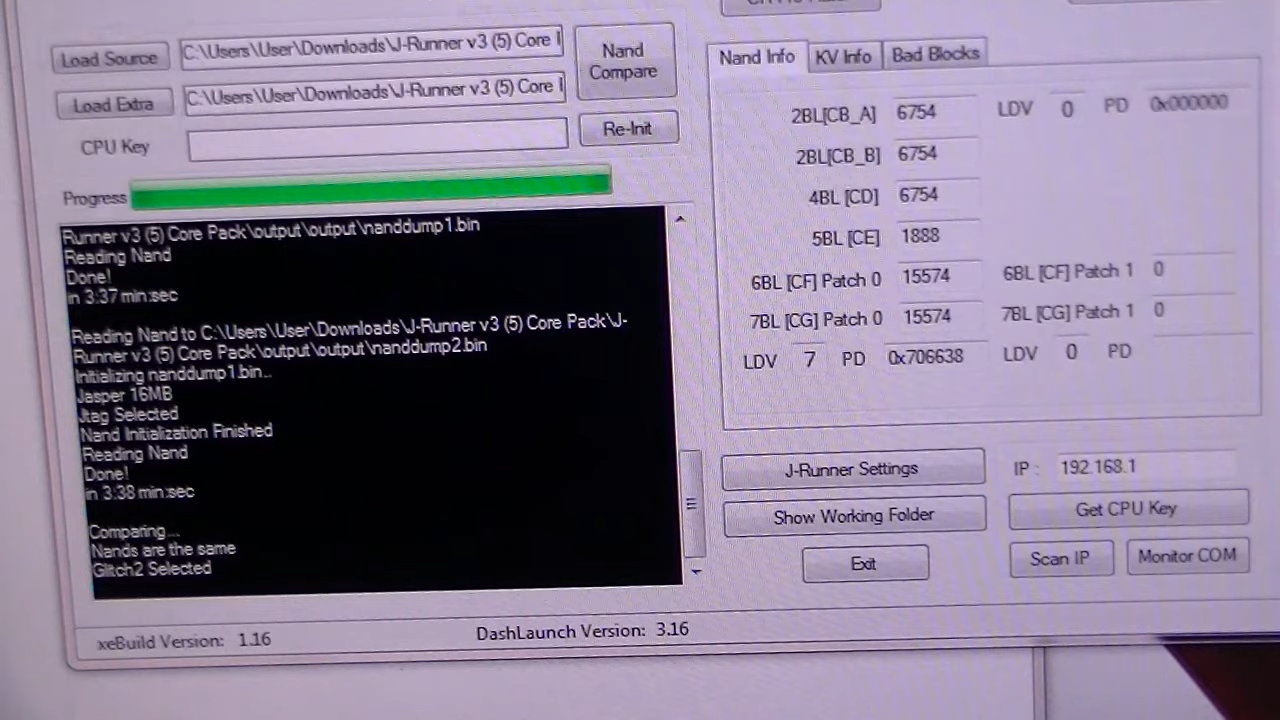 Load Source C:\Users\User\Downloads\J-Runner v3 (5) Core
Nand Compare
Load Extra C:\Users\User\Downloads\J-Runner v3 (5) Core
CPU Key
Re-Init
Progress
Runner v3 (5) Core Pack\output\output\nanddump1.bin
Reading Nand
Done!
in 3:37 min:sec
Reading Nand to C:\Users\User\Downloads\J-Runner v3 (5) Core Pack\J-
Runner v3 (5) Core Pack\output\output\nanddump2.bin
Initializing nanddump1.bin...
Jasper 16MB
Jtag Selected
Nand Initialization Finished
Reading Nand
Done!
in 3:38 min:sec
Comparing...
Nands are the same
Glitch2 Selected
Nand Info KV Info Bad Blocks
2BL[CB_A] 6754 LDV 0 PD 0x000000
2BL[CB_B] 6754
4BL [CD] 6754
5BL [CE] 1888
6BL [CF] Patch 0 15574 6BL [CF] Patch 1 0
7BL [CG] Patch 0 15574 7BL [CG] Patch 1 0
LDV 7 PD 0x706638 LDV 0 PD
J-Runner Settings IP : 192.168.1
Show Working Folder Get CPU Key
Exit Scan IP Monitor COM
xeBuild Version: 1.16 DashLaunch Version: 3.16